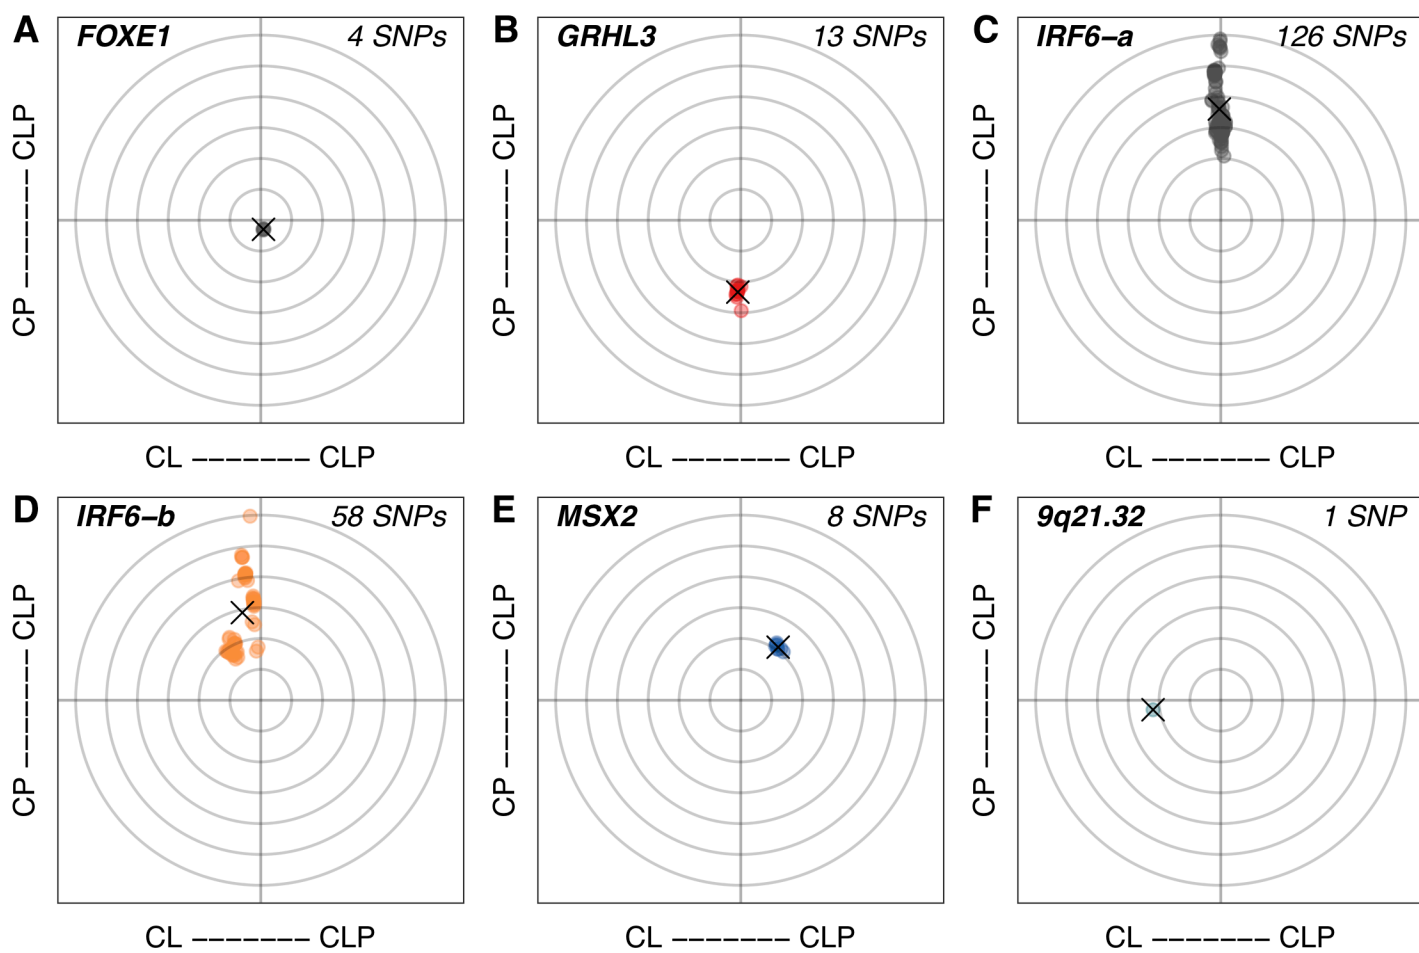 A FOXE1 4 SNPs
CP ------- CLP
CL ------- CLP
B GRHL3 13 SNPs
CP ------- CLP
CL ------- CLP
C IRF6−a 126 SNPs
CP ------- CLP
CL ------- CLP
D IRF6−b 58 SNPs
CP ------- CLP
CL ------- CLP
E MSX2 8 SNPs
CP ------- CLP
CL ------- CLP
F 9q21.32 1 SNP
CP ------- CLP
CL ------- CLP